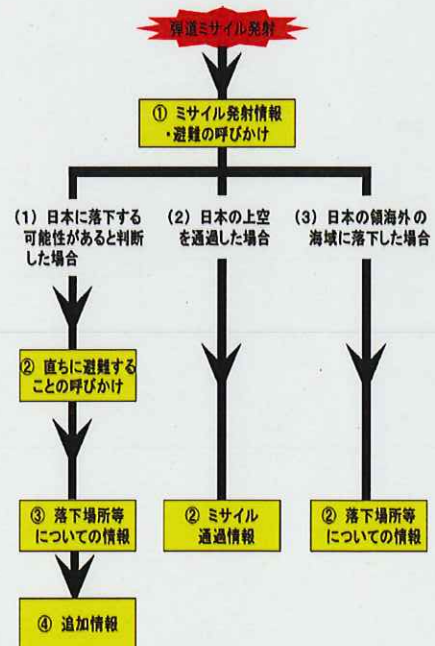 弾道ミサイル発射
① ミサイル発射情報
・避難の呼びかけ
(1) 日本に落下する
可能性があると判断
した場合
(2) 日本の上空
を通過した場合
(3) 日本の領海外の
海域に落下した場合
② 直ちに避難する
ことの呼びかけ
③ 落下場所等
についての情報
② ミサイル
通過情報
② 落下場所等
についての情報
④ 追加情報